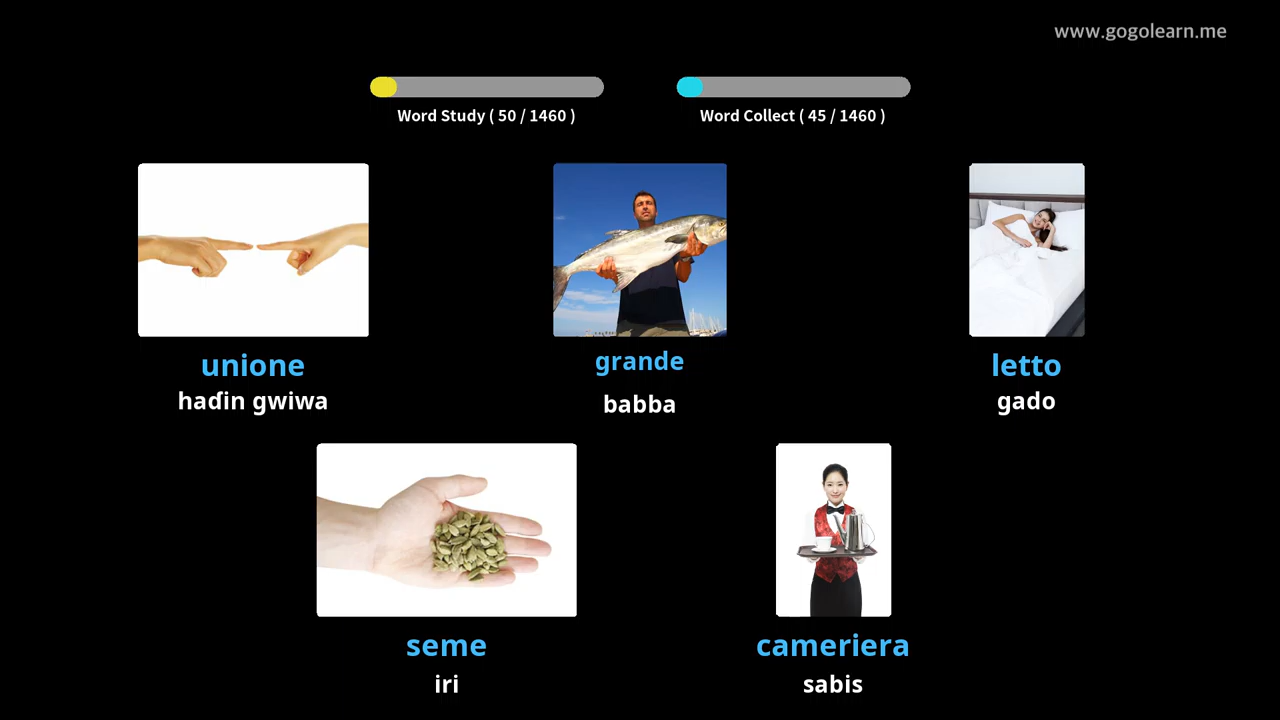 www.gogolearn.me
Word Study ( 50 / 1460 )
Word Collect ( 45 / 1460 )
unione
haɗin gwiwa
grande
babba
letto
gado
seme
iri
cameriera
sabis